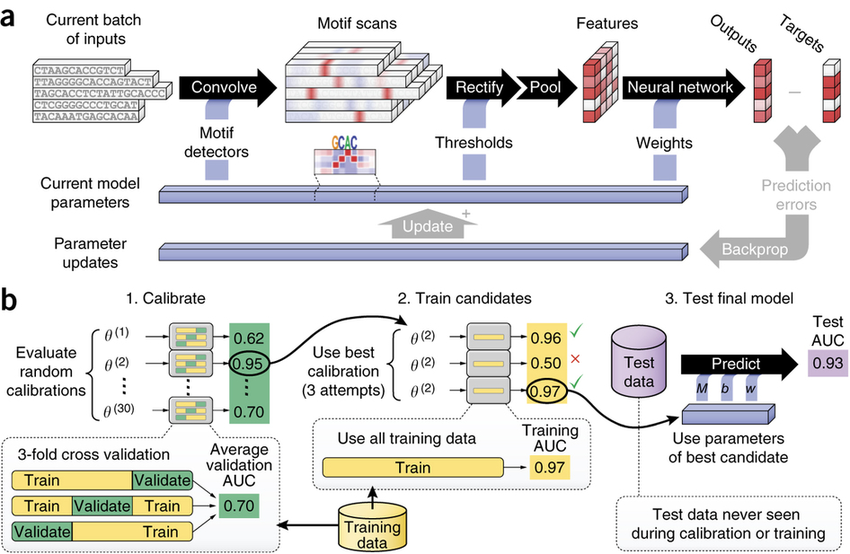 a
Current batch
of inputs
Motif scans
Features
Outputs
Targets
CTAAGCACCGTCT
TTAGGGGCACCAGTACT
TAGCACCTCTATTGCACCC
CTCGGGGCCCTGCAT
TACAAATGAGCACAA
Convolve
Rectify
Pool
Neural network
–
Motif
detectors
GCAC
Thresholds
Weights
Prediction
errors
Current model
parameters
Update
+
Parameter
updates
Backprop
b
1. Calibrate
2. Train candidates
3. Test final model
Evaluate
random
calibrations
θ(1)
θ(2)
θ(30)
0.62
0.95
0.70
Use best
calibration
(3 attempts)
θ(2)
θ(2)
θ(2)
0.96 ✓
0.50 ×
0.97 ✓
Test
data
Predict
M b w
Test
AUC
0.93
Use parameters
of best candidate
3-fold cross validation
Average
validation
AUC
Train Validate
Train Validate Train
Validate Train
0.70
Use all training data
Training
AUC
Train
0.97
Training
data
Test data never seen
during calibration or training